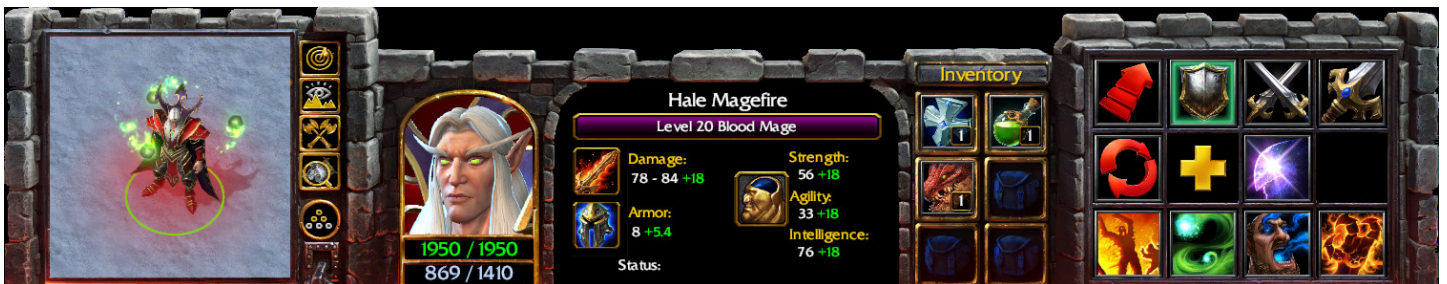 Inventory
Hale Magefire
Level 20 Blood Mage
Damage:
78 - 84 +18
Armor:
8 +5.4
Status:
Strength:
56 +18
Agility:
33 +18
Intelligence:
76 +18
1950 / 1950
869 / 1410
1
1
1